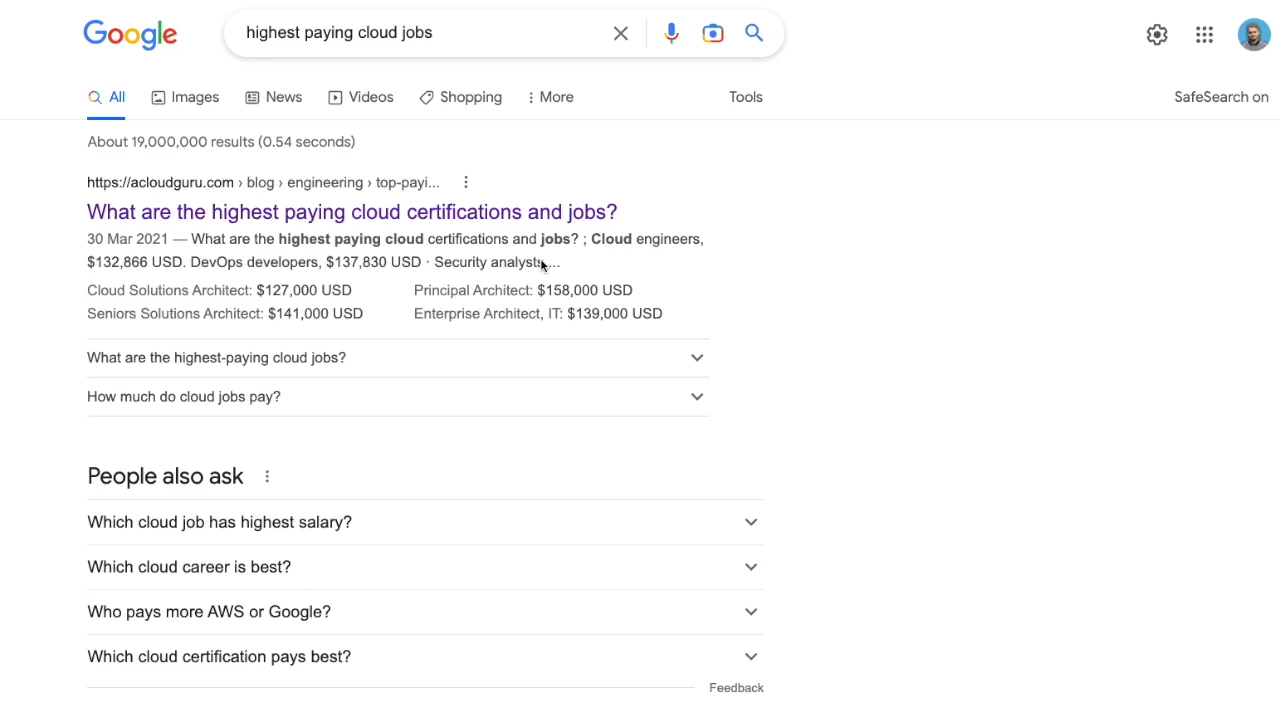 Google
highest paying cloud jobs
All Images News Videos Shopping More Tools SafeSearch on
About 19,000,000 results (0.54 seconds)
https://acloudguru.com › blog › engineering › top-payi...
What are the highest paying cloud certifications and jobs?
30 Mar 2021 — What are the highest paying cloud certifications and jobs? ; Cloud engineers,
$132,866 USD. DevOps developers, $137,830 USD · Security analysts, ...
Cloud Solutions Architect: $127,000 USD Principal Architect: $158,000 USD
Seniors Solutions Architect: $141,000 USD Enterprise Architect, IT: $139,000 USD
What are the highest-paying cloud jobs?
How much do cloud jobs pay?
People also ask
Which cloud job has highest salary?
Which cloud career is best?
Who pays more AWS or Google?
Which cloud certification pays best?
Feedback